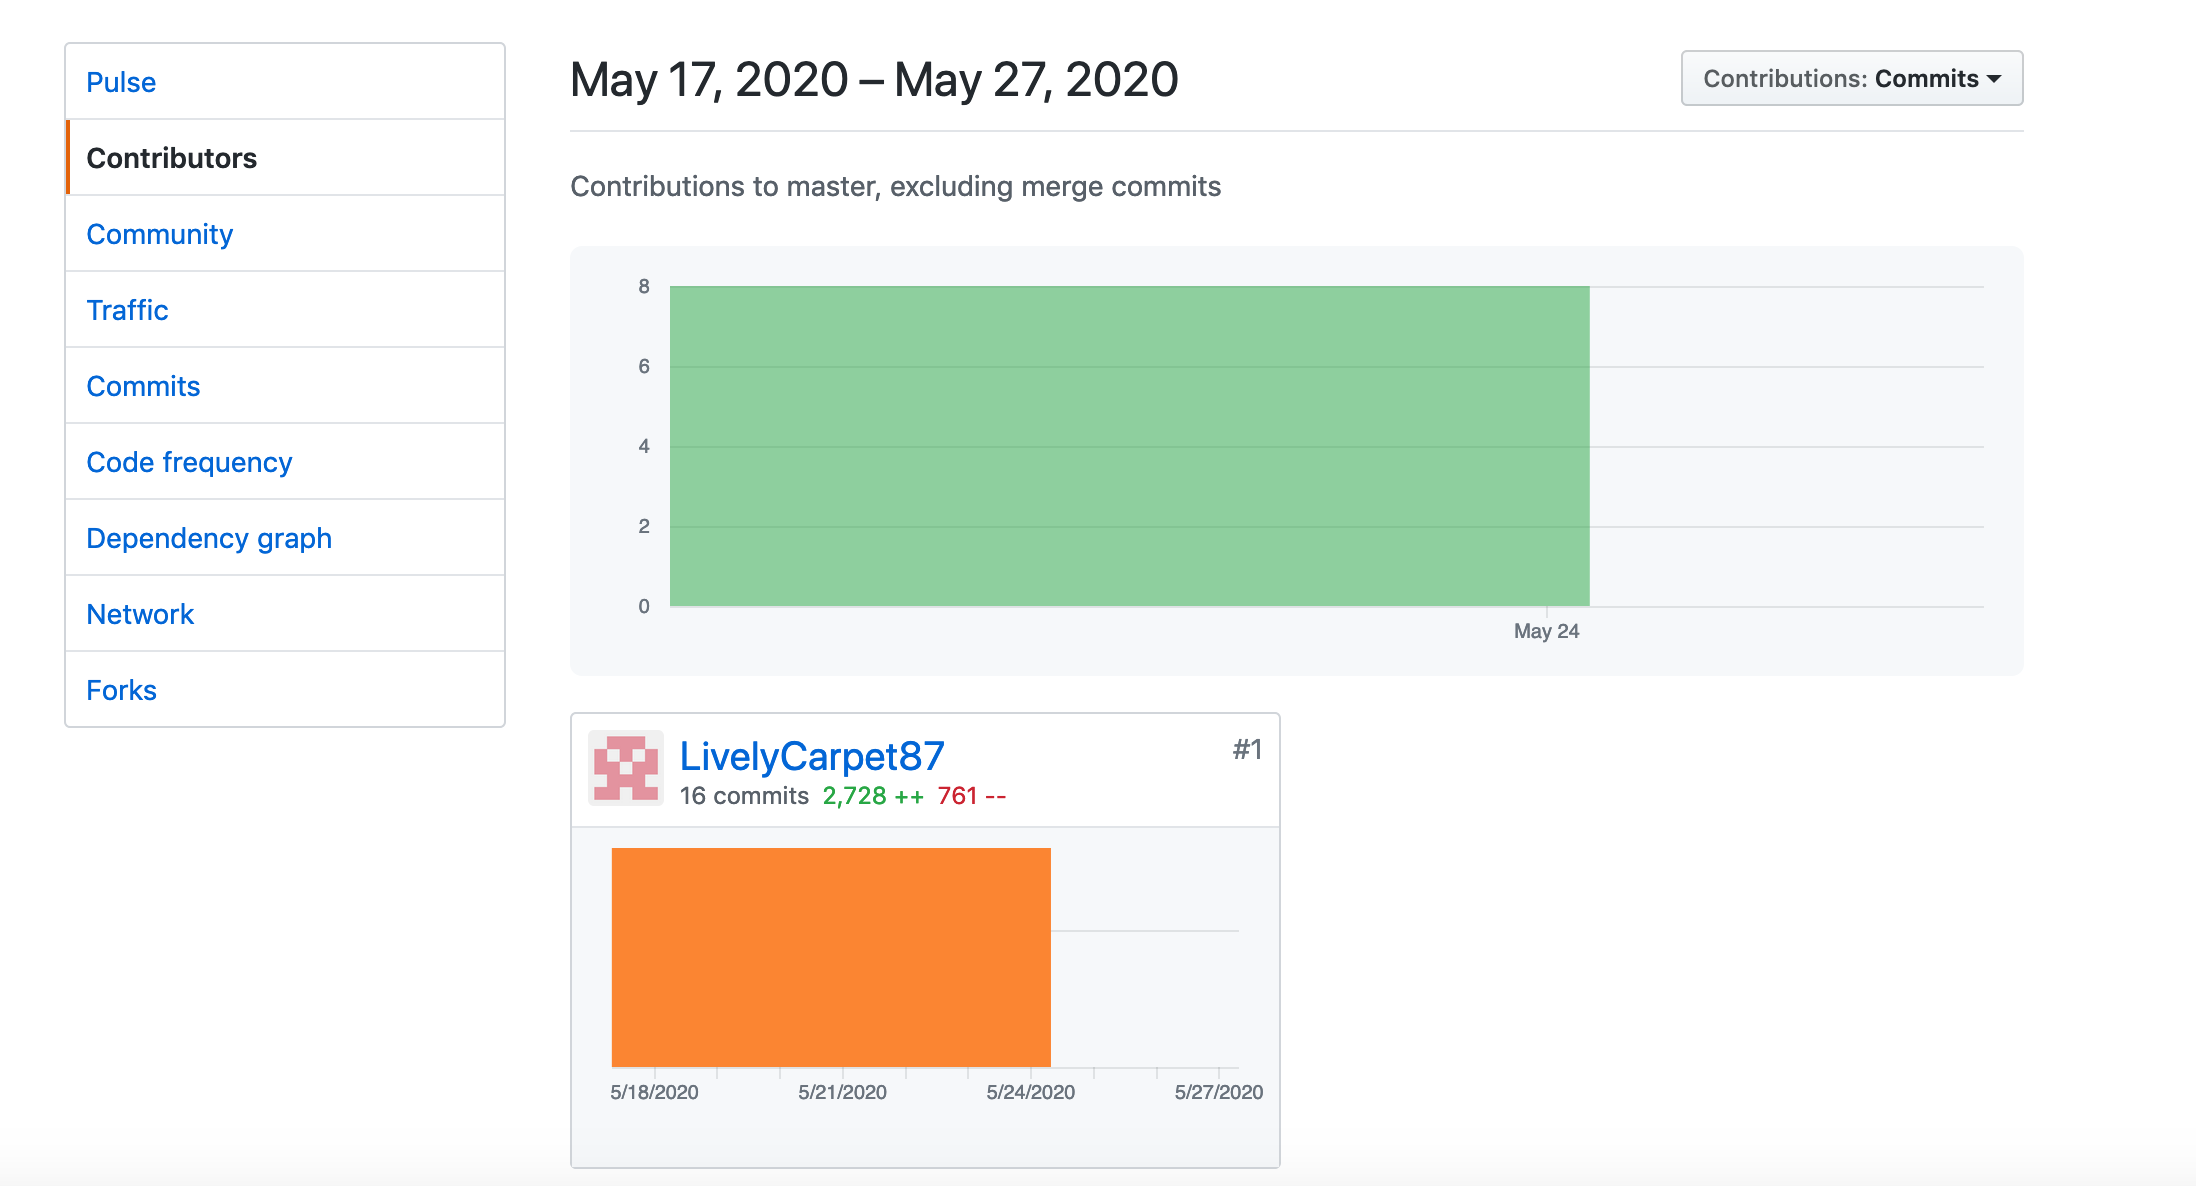 Pulse
Contributors
Community
Traffic
Commits
Code frequency
Dependency graph
Network
Forks
May 17, 2020 – May 27, 2020
Contributions: Commits
Contributions to master, excluding merge commits
8
6
4
2
0
May 24
LivelyCarpet87
#1
16 commits 2,728 ++ 761 --
5/18/2020 5/21/2020 5/24/2020 5/27/2020